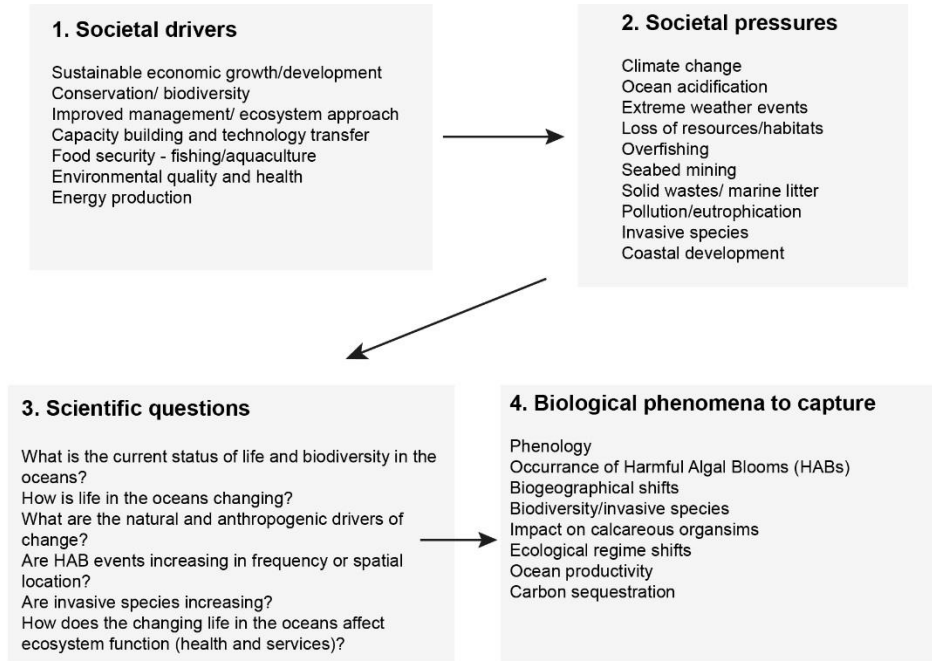 1. Societal drivers
Sustainable economic growth/development
Conservation/ biodiversity
Improved management/ ecosystem approach
Capacity building and technology transfer
Food security - fishing/aquaculture
Environmental quality and health
Energy production
2. Societal pressures
Climate change
Ocean acidification
Extreme weather events
Loss of resources/habitats
Overfishing
Seabed mining
Solid wastes/ marine litter
Pollution/eutrophication
Invasive species
Coastal development
3. Scientific questions
What is the current status of life and biodiversity in the
oceans?
How is life in the oceans changing?
What are the natural and anthropogenic drivers of
change?
Are HAB events increasing in frequency or spatial
location?
Are invasive species increasing?
How does the changing life in the oceans affect
ecosystem function (health and services)?
4. Biological phenomena to capture
Phenology
Occurrance of Harmful Algal Blooms (HABs)
Biogeographical shifts
Biodiversity/invasive species
Impact on calcareous organsims
Ecological regime shifts
Ocean productivity
Carbon sequestration